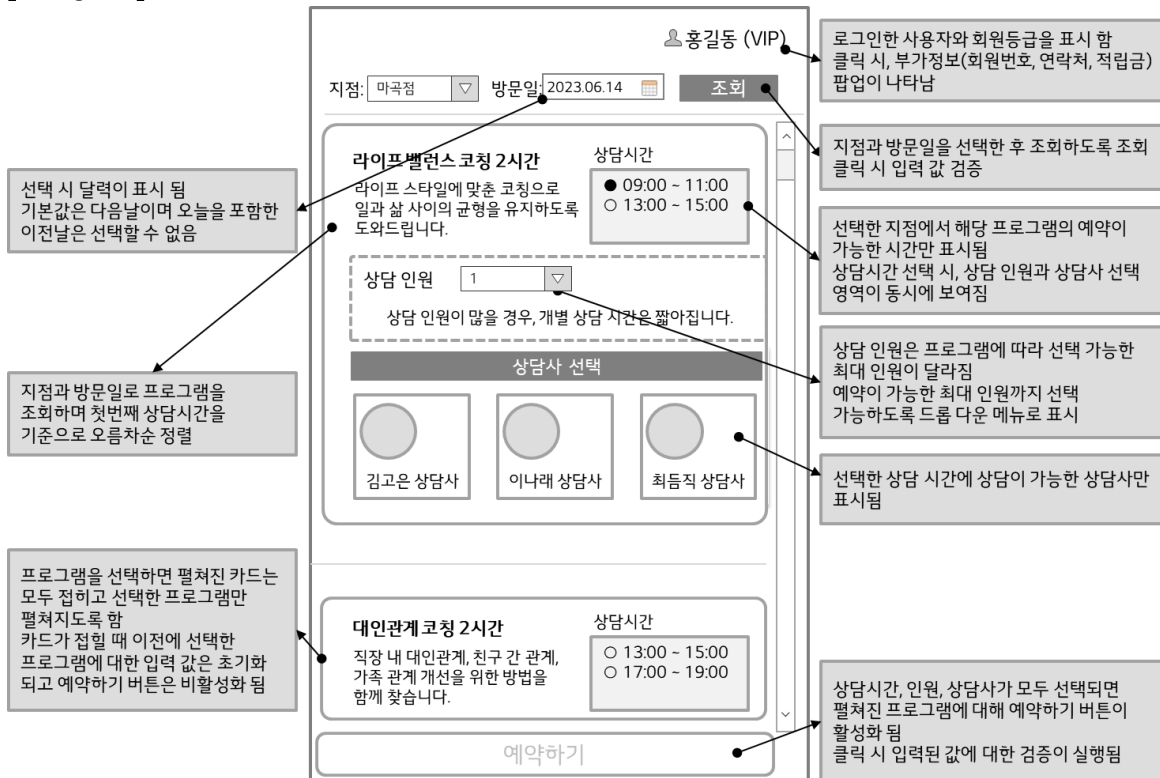 홍길동 (VIP)
지점: 마곡점 방문일: 2023.06.14 조회
라이프밸런스 코칭 2시간
라이프 스타일에 맞춘 코칭으로
일과 삶 사이의 균형을 유지하도록
도와드립니다.
상담시간
09:00 ~ 11:00
13:00 ~ 15:00
상담 인원 1
상담 인원이 많을 경우, 개별 상담 시간은 짧아집니다.
상담사 선택
김고은 상담사 이나래 상담사 최듬직 상담사
대인관계 코칭 2시간
직장 내 대인관계, 친구 간 관계,
가족 관계 개선을 위한 방법을
함께 찾습니다.
상담시간
13:00 ~ 15:00
17:00 ~ 19:00
예약하기
선택 시 달력이 표시 됨
기본값은 다음날이며 오늘을 포함한
이전날은 선택할 수 없음
지점과 방문일로 프로그램을
조회하며 첫번째 상담시간을
기준으로 오름차순 정렬
프로그램을 선택하면 펼쳐진 카드는
모두 접히고 선택한 프로그램만
펼쳐지도록 함
카드가 접힐 때 이전에 선택한
프로그램에 대한 입력 값은 초기화
되고 예약하기 버튼은 비활성화 됨
로그인한 사용자와 회원등급을 표시 함
클릭 시, 부가정보(회원번호, 연락처, 적립금)
팝업이 나타남
지점과 방문일을 선택한 후 조회하도록 조회
클릭 시 입력 값 검증
선택한 지점에서 해당 프로그램의 예약이
가능한 시간만 표시됨
상담시간 선택 시, 상담 인원과 상담사 선택
영역이 동시에 보여짐
상담 인원은 프로그램에 따라 선택 가능한
최대 인원이 달라짐
예약이 가능한 최대 인원까지 선택
가능하도록 드롭 다운 메뉴로 표시
선택한 상담 시간에 상담이 가능한 상담사만
표시됨
상담시간, 인원, 상담사가 모두 선택되면
펼쳐진 프로그램에 대해 예약하기 버튼이
활성화 됨
클릭 시 입력된 값에 대한 검증이 실행됨